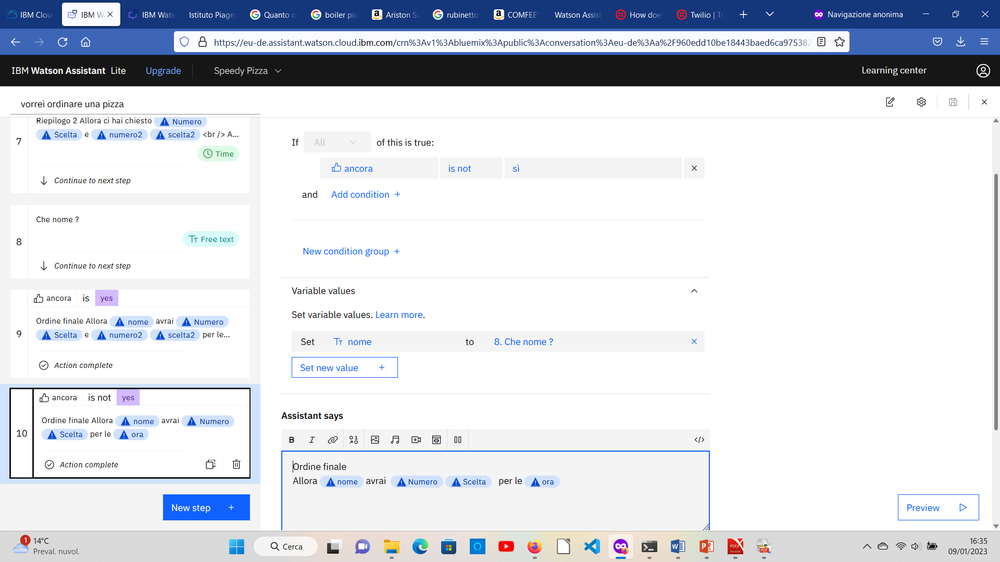 IBM Clou
IBM Wa
IBM Wats
Istituto Piaget
Quanto co
boiler pic
Ariston Sc
rubinetto
COMFEE'
Watson Assist
How doe
Twilio | Tr
Navigazione anonima
https://eu-de.assistant.watson.cloud.ibm.com/crn%3Av1%3Abluemix%3Apublic%3Aconversation%3Aeu-de%3Aa%2F960edd10be18443baed6ca975382
IBM Watson Assistant Lite
Upgrade
Speedy Pizza
Learning center
vorrei ordinare una pizza
7
Riepilogo 2 Allora ci hai chiesto Numero
Scelta e numero2 scelta2 <br /> A...
Time
Continue to next step
8
Che nome ?
Free text
Continue to next step
9
ancora is yes
Ordine finale Allora nome avrai Numero
Scelta e numero2 scelta2 per le...
Action complete
10
ancora is not yes
Ordine finale Allora nome avrai Numero
Scelta per le ora
Action complete
New step +
If All of this is true:
ancora is not sì
and Add condition +
New condition group +
Variable values
Set variable values. Learn more.
Set Tт nome to 8. Che nome ?
Set new value +
Assistant says
B I
</>
Ordine finale
Allora nome avrai Numero Scelta per le ora
Preview
1
14°C
Preval. nuvol.
Cerca
16:35
09/01/2023